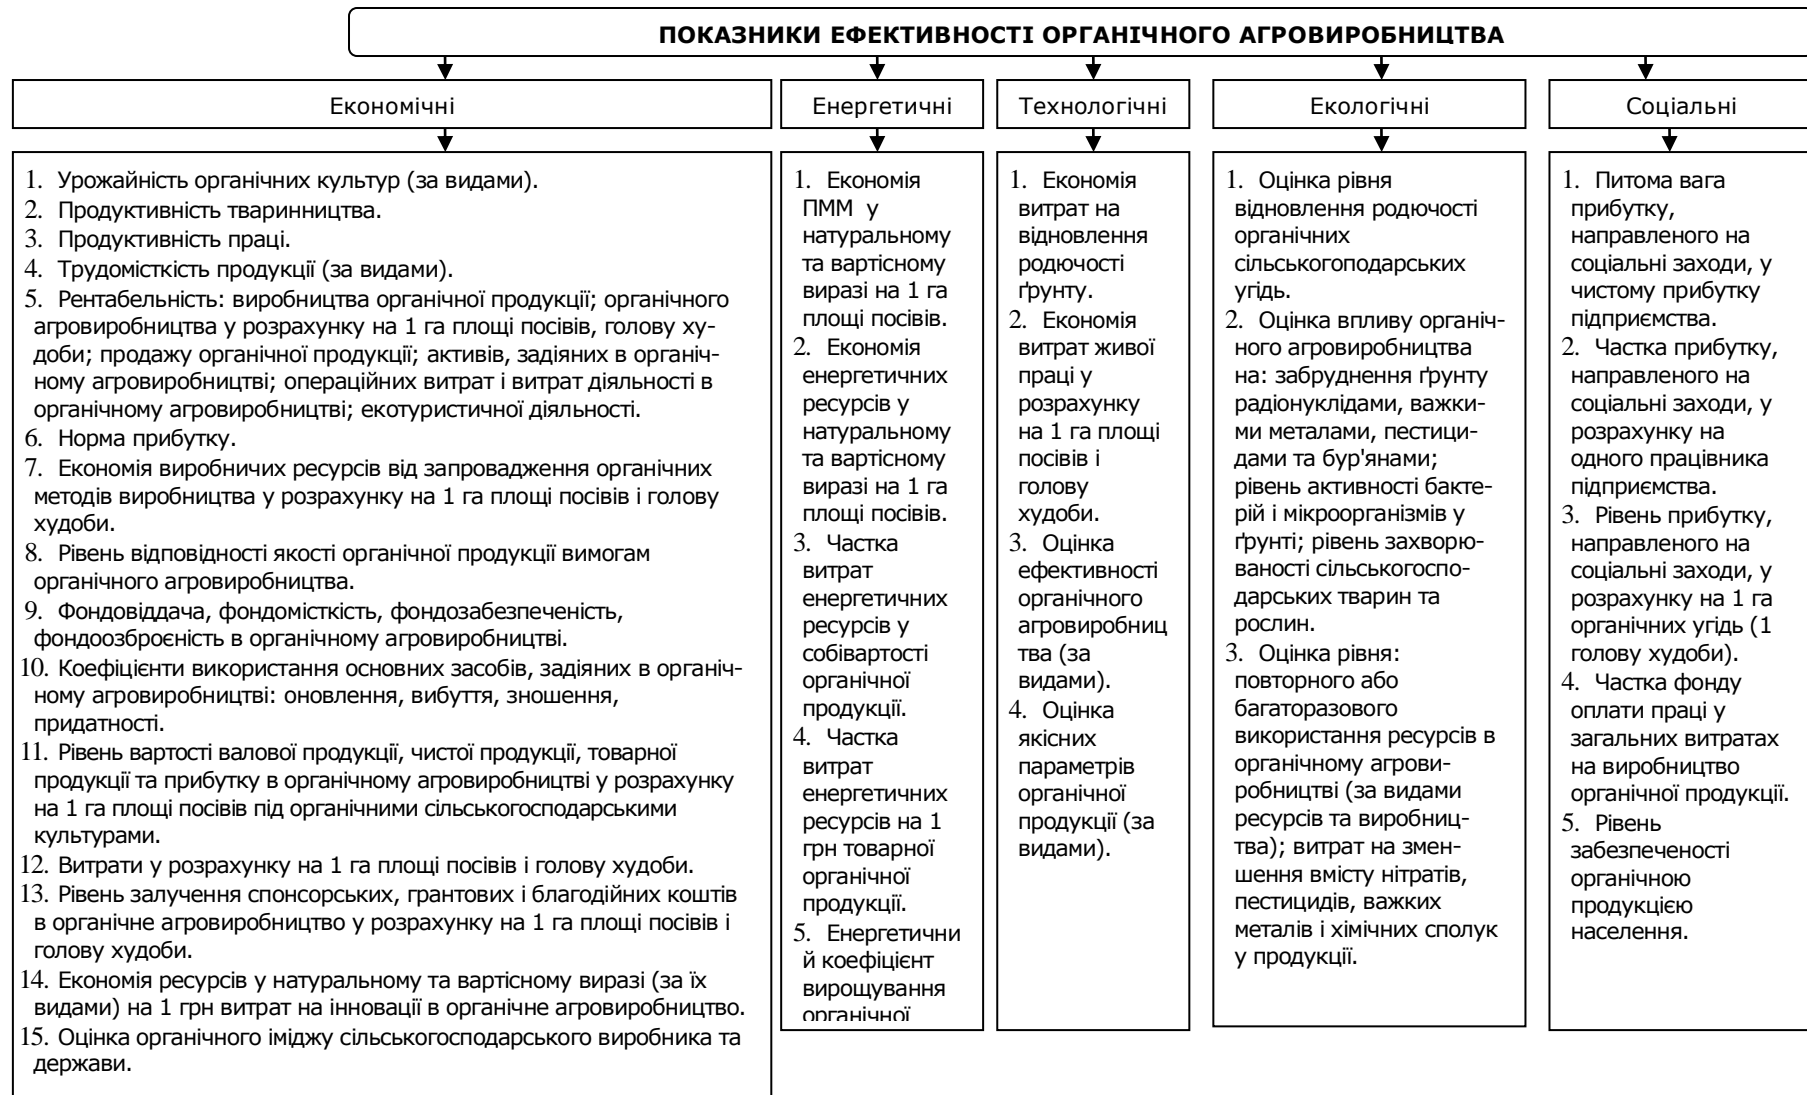 ПОКАЗНИКИ ЕФЕКТИВНОСТІ ОРГАНІЧНОГО АГРОВИРОБНИЦТВА
Економічні
1. Урожайність органічних культур (за видами).
2. Продуктивність тваринництва.
3. Продуктивність праці.
4. Трудомісткість продукції (за видами).
5. Рентабельність: виробництва органічної продукції; органічного
агровиробництва у розрахунку на 1 га площі посівів, голову ху-
доби; продажу органічної продукції; активів, задіяних в органіч-
ному агровиробництві; операційних витрат і витрат діяльності в
органічному агровиробництві; екотуристичної діяльності.
6. Норма прибутку.
7. Економія виробничих ресурсів від запровадження органічних
методів виробництва у розрахунку на 1 га площі посівів і голову
худоби.
8. Рівень відповідності якості органічної продукції вимогам
органічного агровиробництва.
9. Фондовіддача, фондомісткість, фондозабезпеченість,
фондоозброєність в органічному агровиробництві.
10. Коефіцієнти використання основних засобів, задіяних в органіч-
ному агровиробництві: оновлення, вибуття, зношення,
придатності.
11. Рівень вартості валової продукції, чистої продукції, товарної
продукції та прибутку в органічному агровиробництві у розрахунку
на 1 га площі посівів під органічними сільськогосподарськими
культурами.
12. Витрати у розрахунку на 1 га площі посівів і голову худоби.
13. Рівень залучення спонсорських, грантових і благодійних коштів
в органічне агровиробництво у розрахунку на 1 га площі посівів і
голову худоби.
14. Економія ресурсів у натуральному та вартісному виразі (за їх
видами) на 1 грн витрат на інновації в органічне агровиробництво.
15. Оцінка органічного іміджу сільськогосподарського виробника та
держави.
Енергетичні
1. Економія
ПММ у
натуральному
та вартісному
виразі на 1 га
площі посівів.
2. Економія
енергетичних
ресурсів у
натуральному
та вартісному
виразі на 1 га
площі посівів.
3. Частка
витрат
енергетичних
ресурсів у
собівартості
органічної
продукції.
4. Частка
витрат
енергетичних
ресурсів на 1
грн товарної
органічної
продукції.
5. Енергетични
й коефіцієнт
вирощування
органічної
Технологічні
1. Економія
витрат на
відновлення
родючості
ґрунту.
2. Економія
витрат живої
праці у
розрахунку
на 1 га площі
посівів і
голову
худоби.
3. Оцінка
ефективності
органічного
агровиробниц
тва (за
видами).
4. Оцінка
якісних
параметрів
органічної
продукції (за
видами).
Екологічні
1. Оцінка рівня
відновлення родючості
органічних
сільськогоподарських
угідь.
2. Оцінка впливу органіч-
ного агровиробництва
на: забруднення ґрунту
радіонуклідами, важки-
ми металами, пестици-
дами та бур'янами;
рівень активності бакте-
рій і мікроорганізмів у
ґрунті; рівень захворю-
ваності сільськогоспо-
дарських тварин та
рослин.
3. Оцінка рівня:
повторного або
багаторазового
використання ресурсів в
органічному агрови-
робництві (за видами
ресурсів та виробниц-
тва); витрат на змен-
шення вмісту нітратів,
пестицидів, важких
металів і хімічних сполук
у продукції.
Соціальні
1. Питома вага
прибутку,
направленого на
соціальні заходи, у
чистому прибутку
підприємства.
2. Частка прибутку,
направленого на
соціальні заходи, у
розрахунку на
одного працівника
підприємства.
3. Рівень прибутку,
направленого на
соціальні заходи, у
розрахунку на 1 га
органічних угідь (1
голову худоби).
4. Частка фонду
оплати праці у
загальних витратах
на виробництво
органічної продукції.
5. Рівень
забезпеченості
органічною
продукцією
населення.